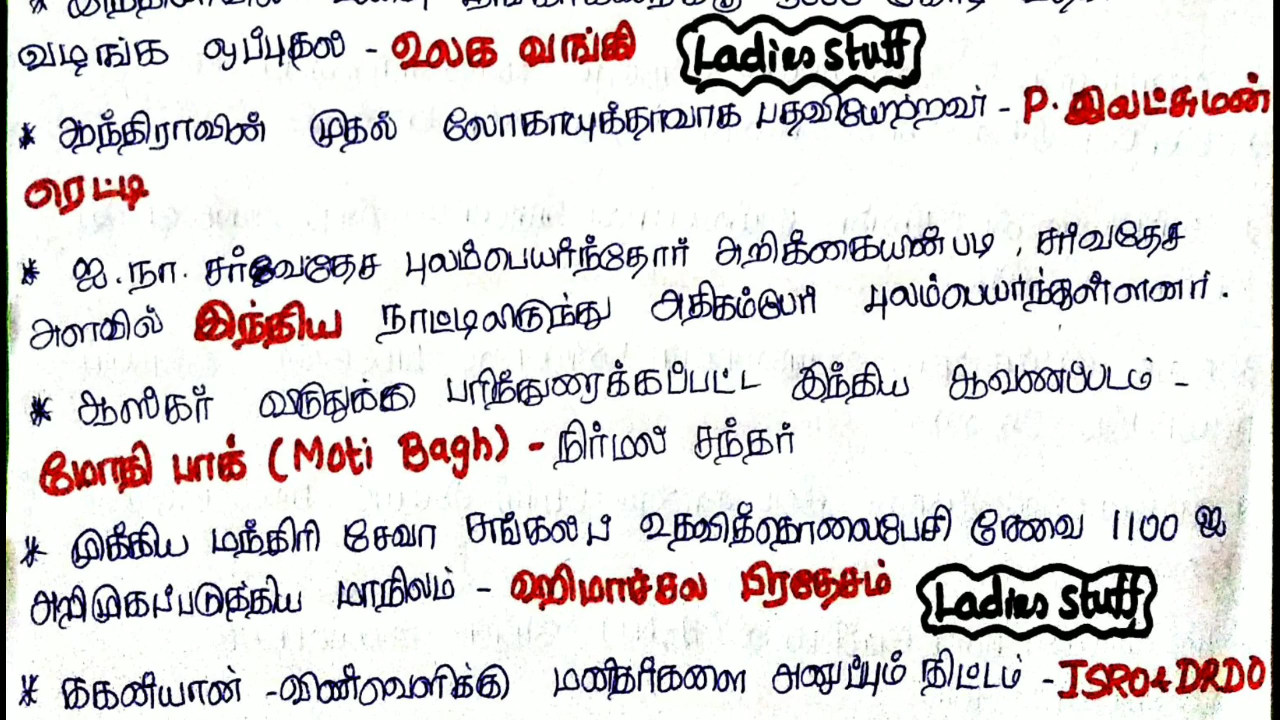 வழங்க ஒப்புதல் - உலக வங்கி Ladies Stuff
* ஆந்திராவின் முதல் லோகாயுக்தாவாக பதவியேற்றவர் - P. இலட்சுமண்
ரெட்டி
* ஐ.நா. சர்வதேச புலம்பெயர்ந்தோர் அறிக்கையின்படி, சர்வதேச
அளவில் இந்திய நாட்டிலிருந்து அதிகம்பேர் புலம்பெயர்ந்துள்ளனர்.
* ஆஸ்கர் விருதுக்கு பரிந்துரைக்கப்பட்ட இந்திய ஆவணப்படம் -
மோதி பாக் (Moti Bagh) - நிர்மல் சந்தர்
* முக்கிய மந்திரி சேவா சங்கல்ப் உதவித்தொலைபேசி சேவை 1100 ஐ
அறிமுகப்படுத்திய மாநிலம் - ஹிமாச்சல பிரதேசம் Ladies Stuff
* ககனியான் - விண்வெளிக்கு மனிதர்களை அனுப்பும் திட்டம் - ISRO & DRDO